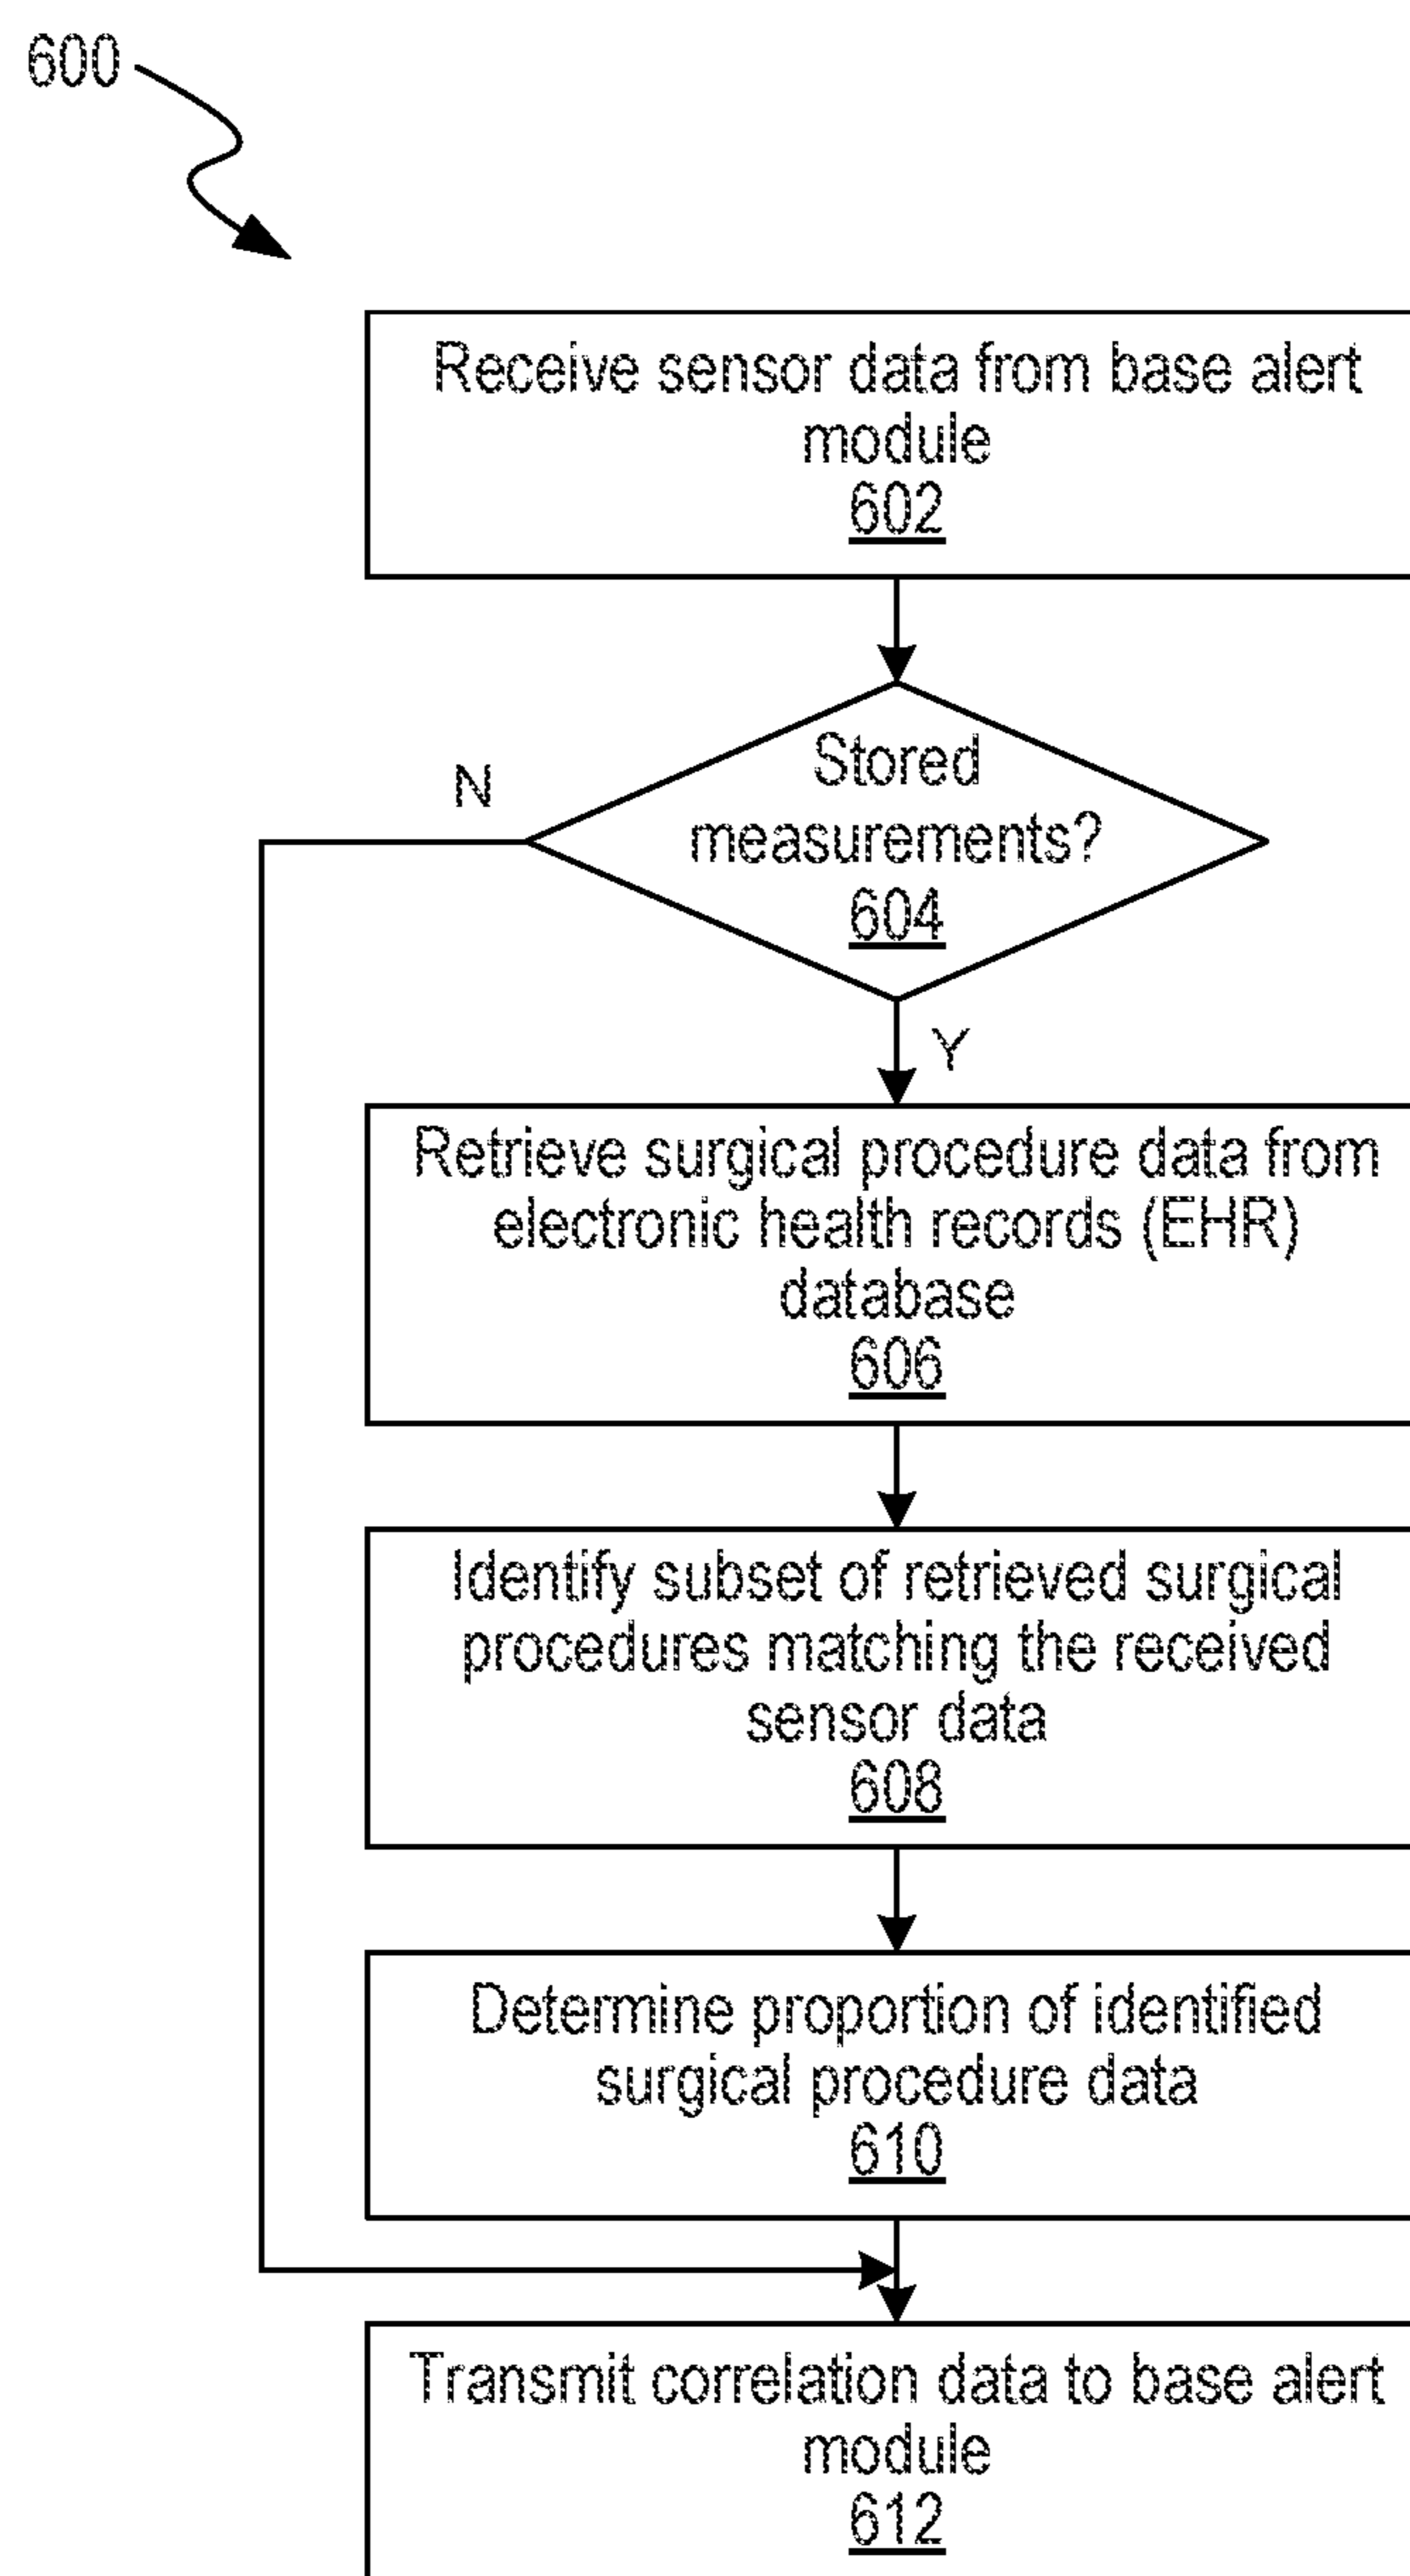 600
Receive sensor data from base alert
module
602
Stored
measurements?
604
N
Y
Retrieve surgical procedure data from
electronic health records (EHR)
database
606
Identify subset of retrieved surgical
procedures matching the received
sensor data
608
Determine proportion of identified
surgical procedure data
610
Transmit correlation data to base alert
module
612